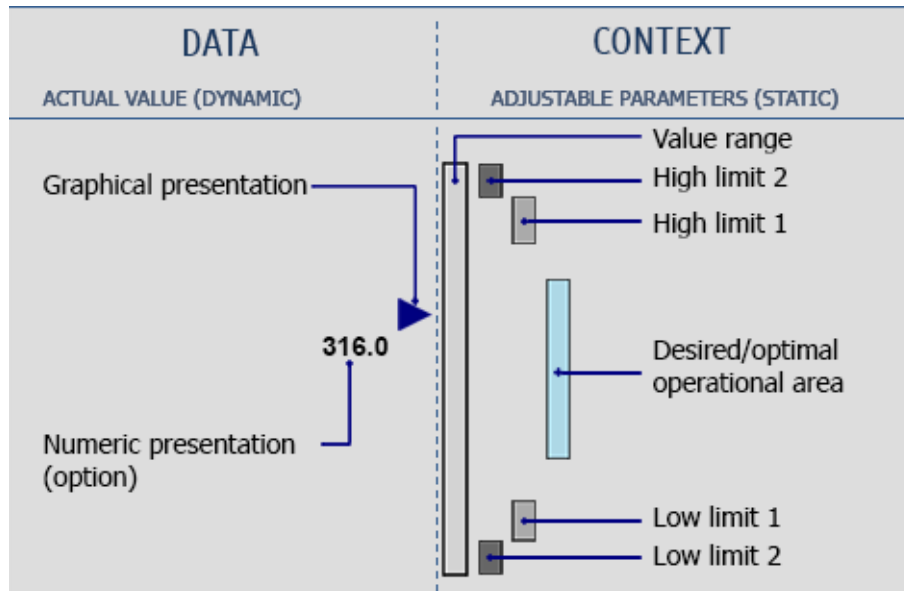 DATA
CONTEXT
ACTUAL VALUE (DYNAMIC)
ADJUSTABLE PARAMETERS (STATIC)
Value range
Graphical presentation
High limit 2
High limit 1
316.0
Desired/optimal
operational area
Numeric presentation
(option)
Low limit 1
Low limit 2